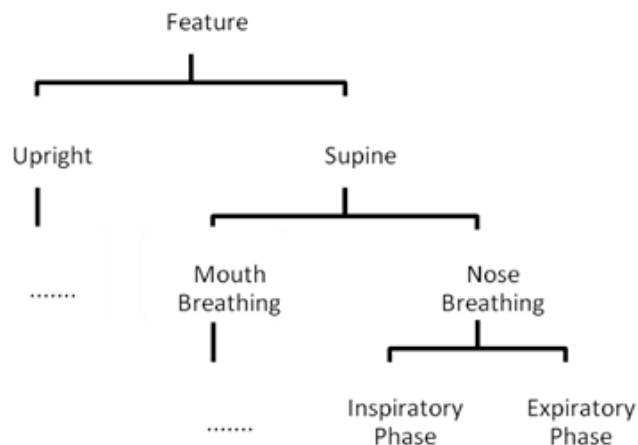 Feature
Upright
Supine
.......
Mouth
Breathing
Nose
Breathing
.......
Inspiratory
Phase
Expiratory
Phase